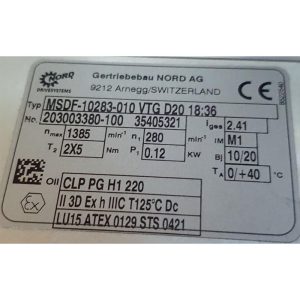 NORD
DRIVESYSTEMS
Getriebebau NORD AG
9212 Arnegg/SWITZERLAND
Typ MSDF-10283-010 VTG D20 18:36
No. 203003380-100 35405321 i ges 2.41
n max 1385 min⁻¹ n₁ 280 min⁻¹ IM M1
T₂ 2X5 Nm P₁ 0.12 KW B) 10/20
Oil CLP PG H1 220 T A 0/+40 °C
Ex II 3D Ex h IIIC T125°C Dc
LU15 ATEX 0129 STS 0421